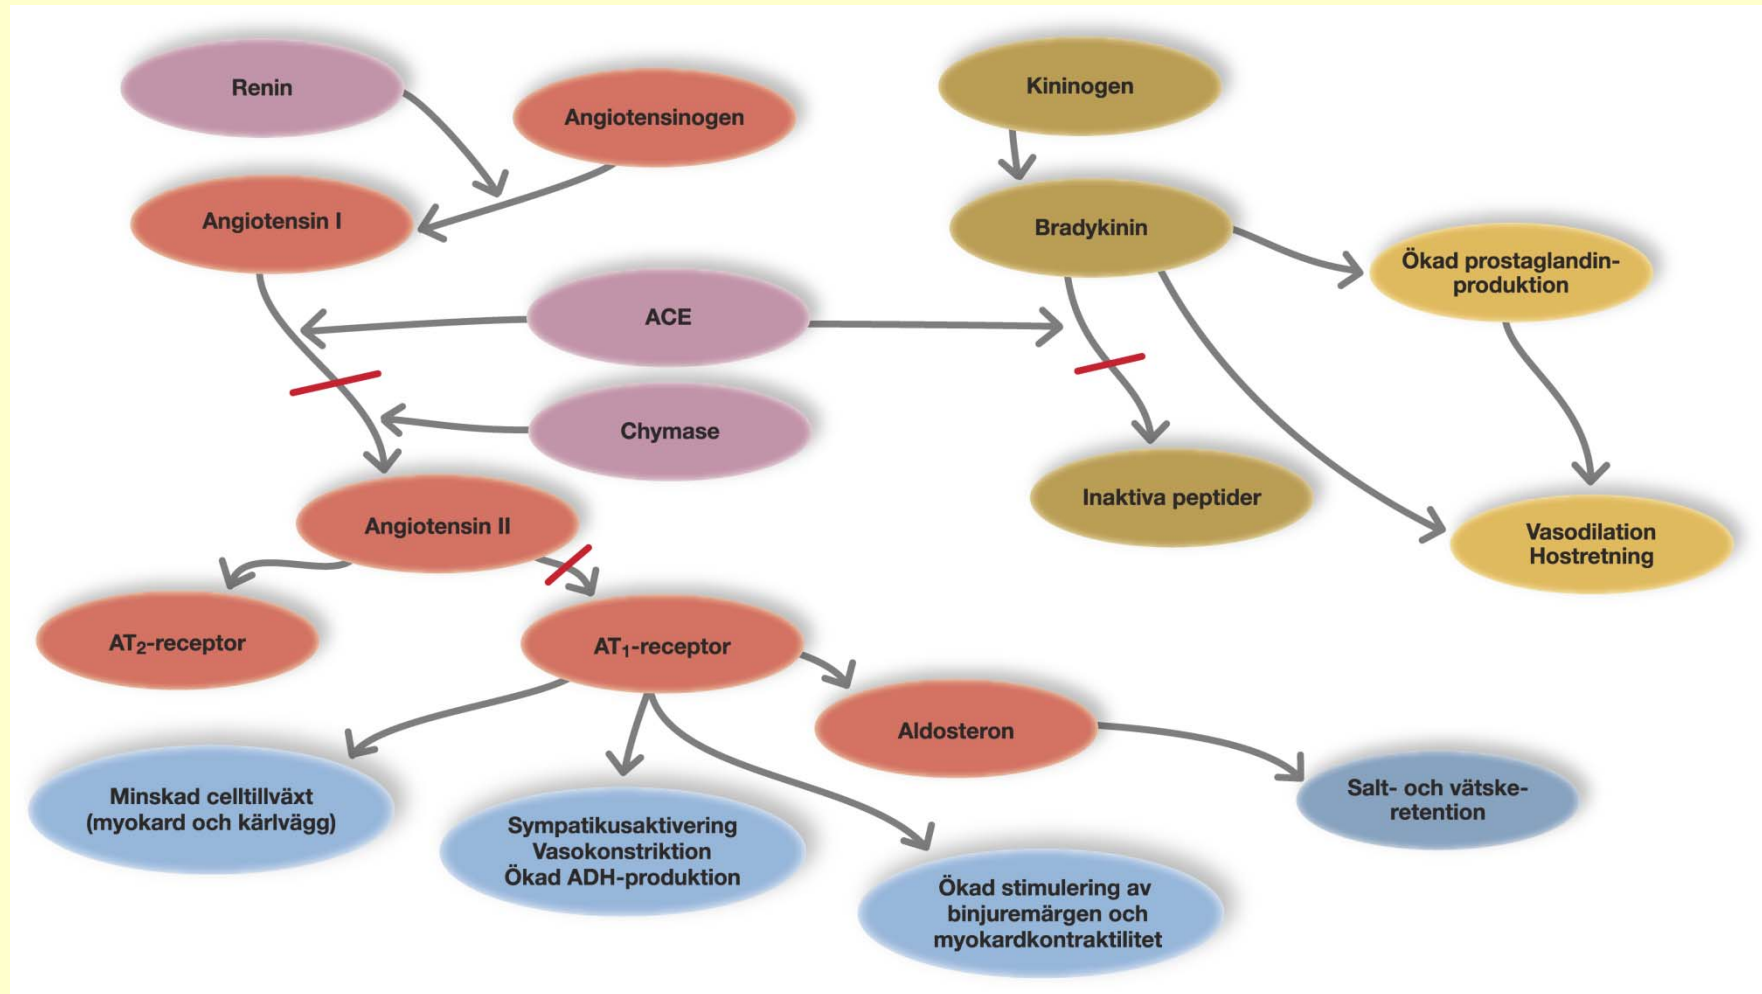 Renin
Angiotensinogen
Kininogen
Angiotensin I
Bradykinin
Ökad prostaglandin-
produktion
ACE
Chymase
Inaktiva peptider
Angiotensin II
Vasodilation
Hostretning
AT₂-receptor
AT₁-receptor
Aldosteron
Minskad celltillväxt
(myokard och kärlvägg)
Sympatikusaktivering
Vasokonstriktion
Ökad ADH-produktion
Salt- och vätske-
retention
Ökad stimulering av
binjuremärgen och
myokardkontraktilitet